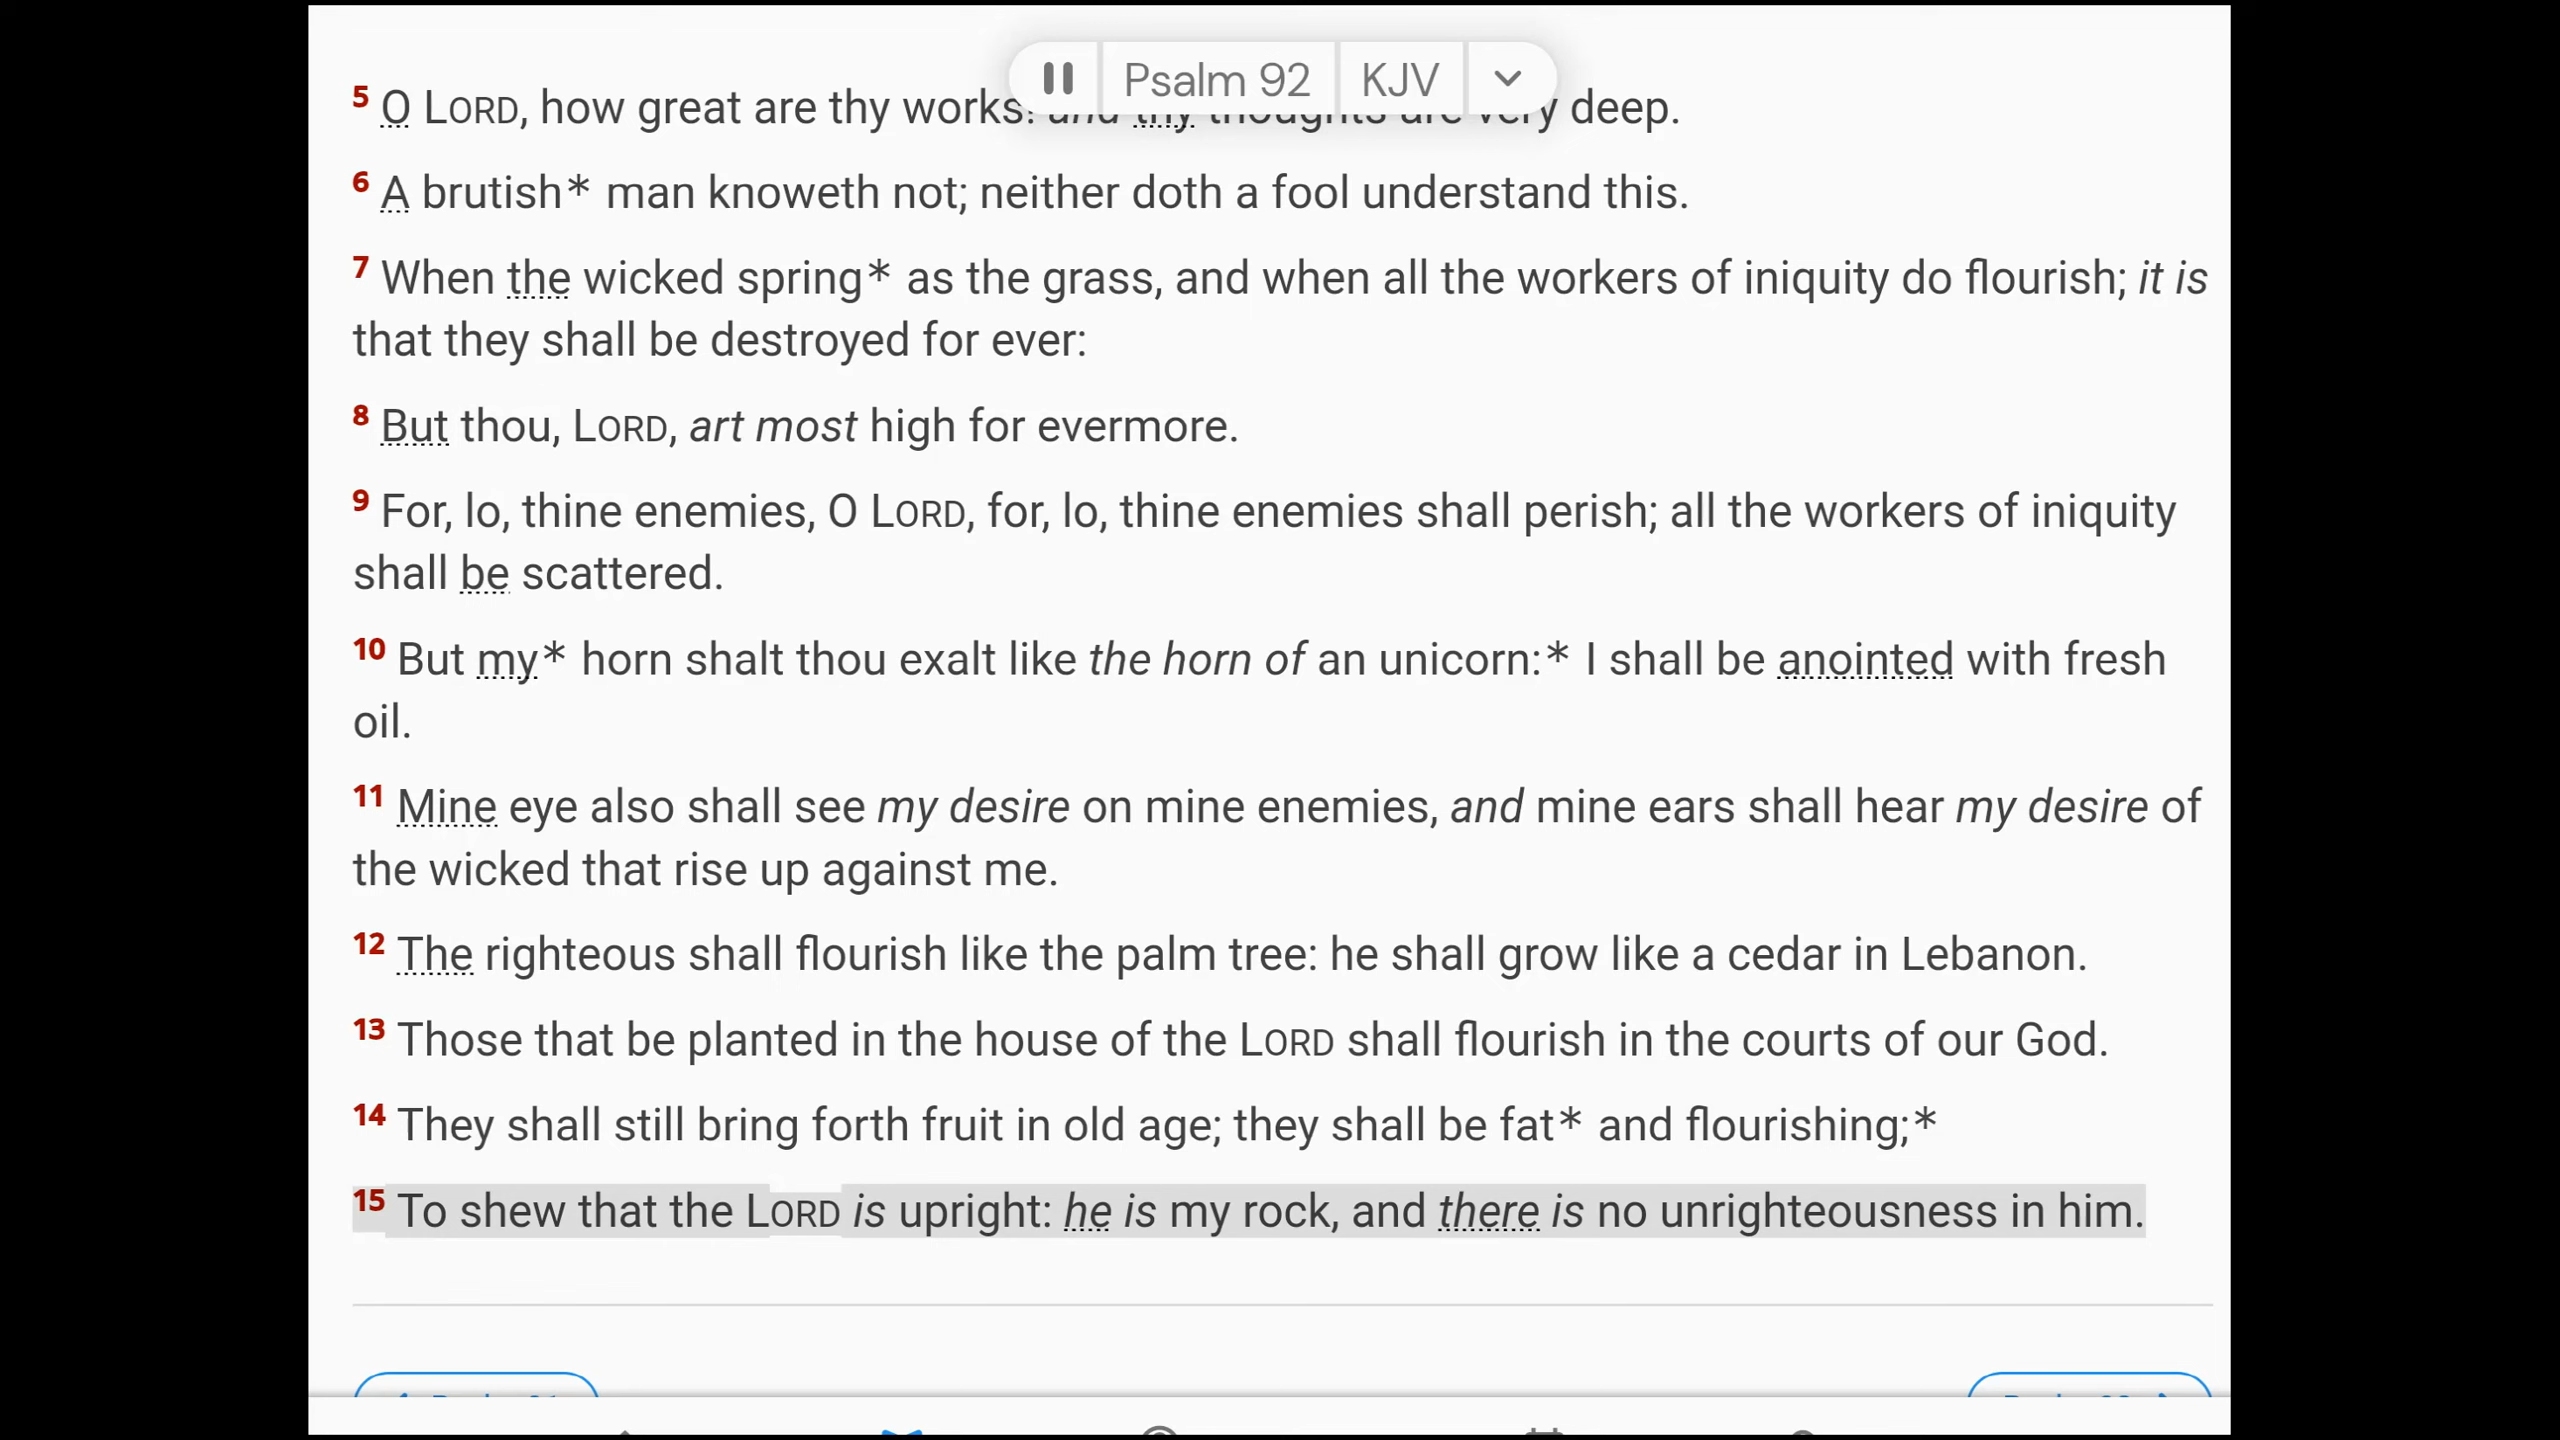 Psalm 92 KJV
5 O LORD, how great are thy works! and thy thoughts are very deep.
6 A brutish* man knoweth not; neither doth a fool understand this.
7 When the wicked spring* as the grass, and when all the workers of iniquity do flourish; it is
that they shall be destroyed for ever:
8 But thou, LORD, art most high for evermore.
9 For, lo, thine enemies, O LORD, for, lo, thine enemies shall perish; all the workers of iniquity
shall be scattered.
10 But my* horn shalt thou exalt like the horn of an unicorn:* I shall be anointed with fresh
oil.
11 Mine eye also shall see my desire on mine enemies, and mine ears shall hear my desire of
the wicked that rise up against me.
12 The righteous shall flourish like the palm tree: he shall grow like a cedar in Lebanon.
13 Those that be planted in the house of the LORD shall flourish in the courts of our God.
14 They shall still bring forth fruit in old age; they shall be fat* and flourishing;*
15 To shew that the LORD is upright: he is my rock, and there is no unrighteousness in him.